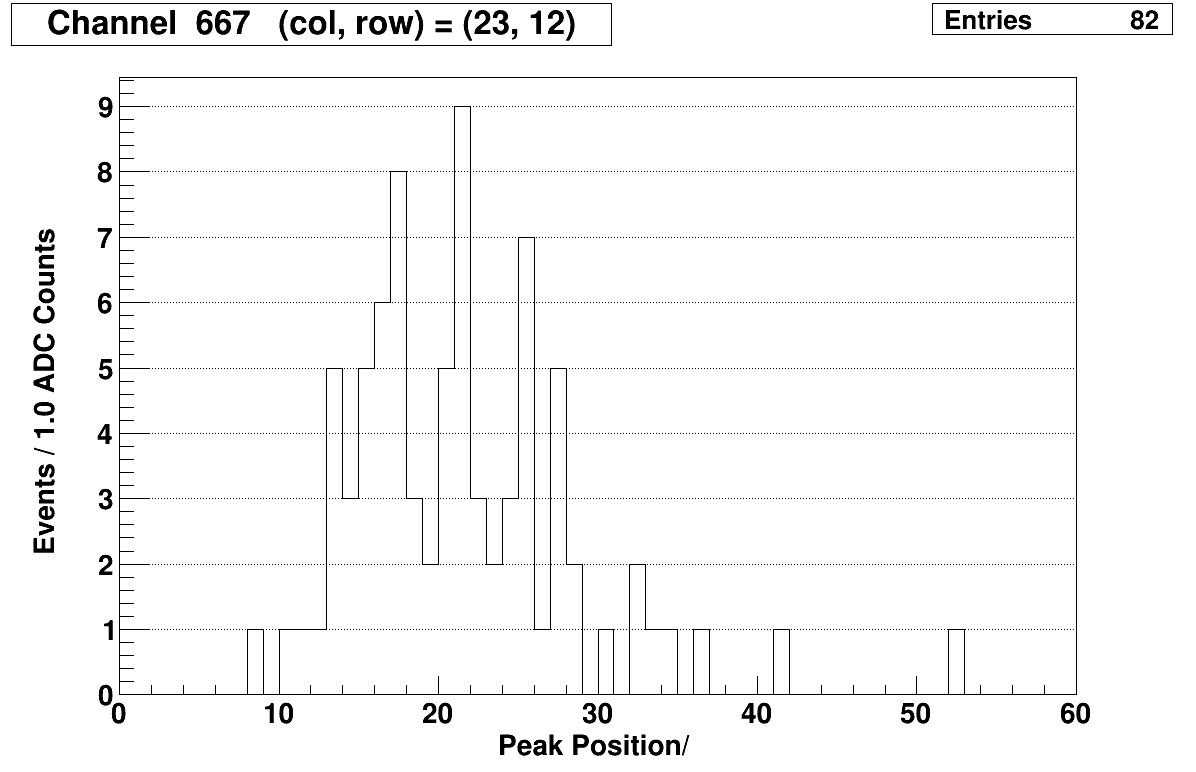 Channel 667 (col, row) = (23, 12)
Entries 82
Events / 1.0 ADC Counts
9
8
7
6
5
4
3
2
1
0
0 10 20 30 40 50 60
Peak Position/